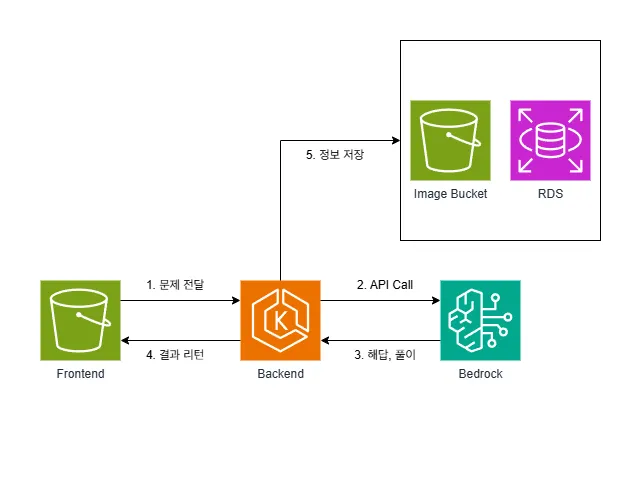 5. 정보 저장
Image Bucket
RDS
1. 문제 전달
2. API Call
K
4. 결과 리턴
3. 해답, 풀이
Frontend
Backend
Bedrock